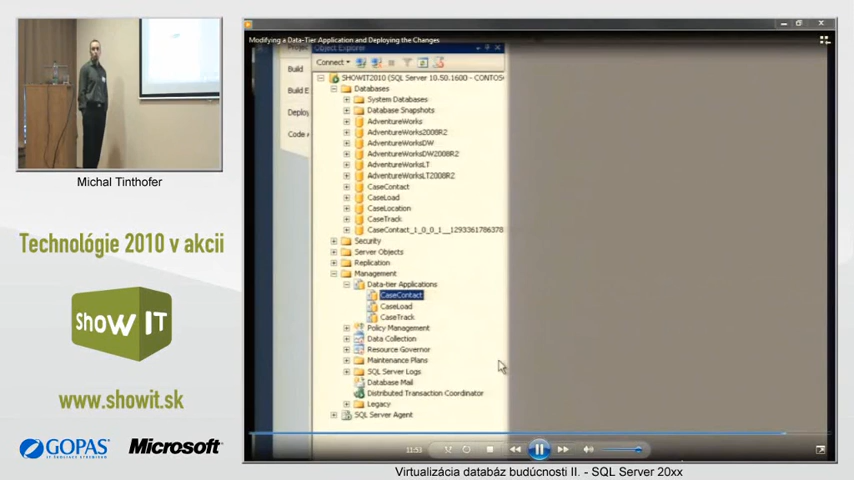 Michal Tinthofer
Technológie 2010 v akcii
ShowIT
www.showit.sk
GOPAS
Microsoft
Modifying a Data-Tier Application and Deploying the Changes
Object Explorer
Connect
Build
Build E
Deploy
Code A
SHOWIT2010 (SQL Server 10.50.1600 - CONTOS
Databases
System Databases
Database Snapshots
AdventureWorks
AdventureWorks2008R2
AdventureWorksDW
AdventureWorksDW2008R2
AdventureWorksLT
AdventureWorksLT2008R2
CaseContact
CaseLoad
CaseLocation
CaseTrack
CaseContact_1_0_0_1__1293361786378
Security
Server Objects
Replication
Management
Data-tier Applications
CaseContact
CaseLoad
CaseTrack
Policy Management
Data Collection
Resource Governor
Maintenance Plans
SQL Server Logs
Database Mail
Distributed Transaction Coordinator
Legacy
SQL Server Agent
11:53
Virtualizácia databáz budúcnosti II. - SQL Server 20xx